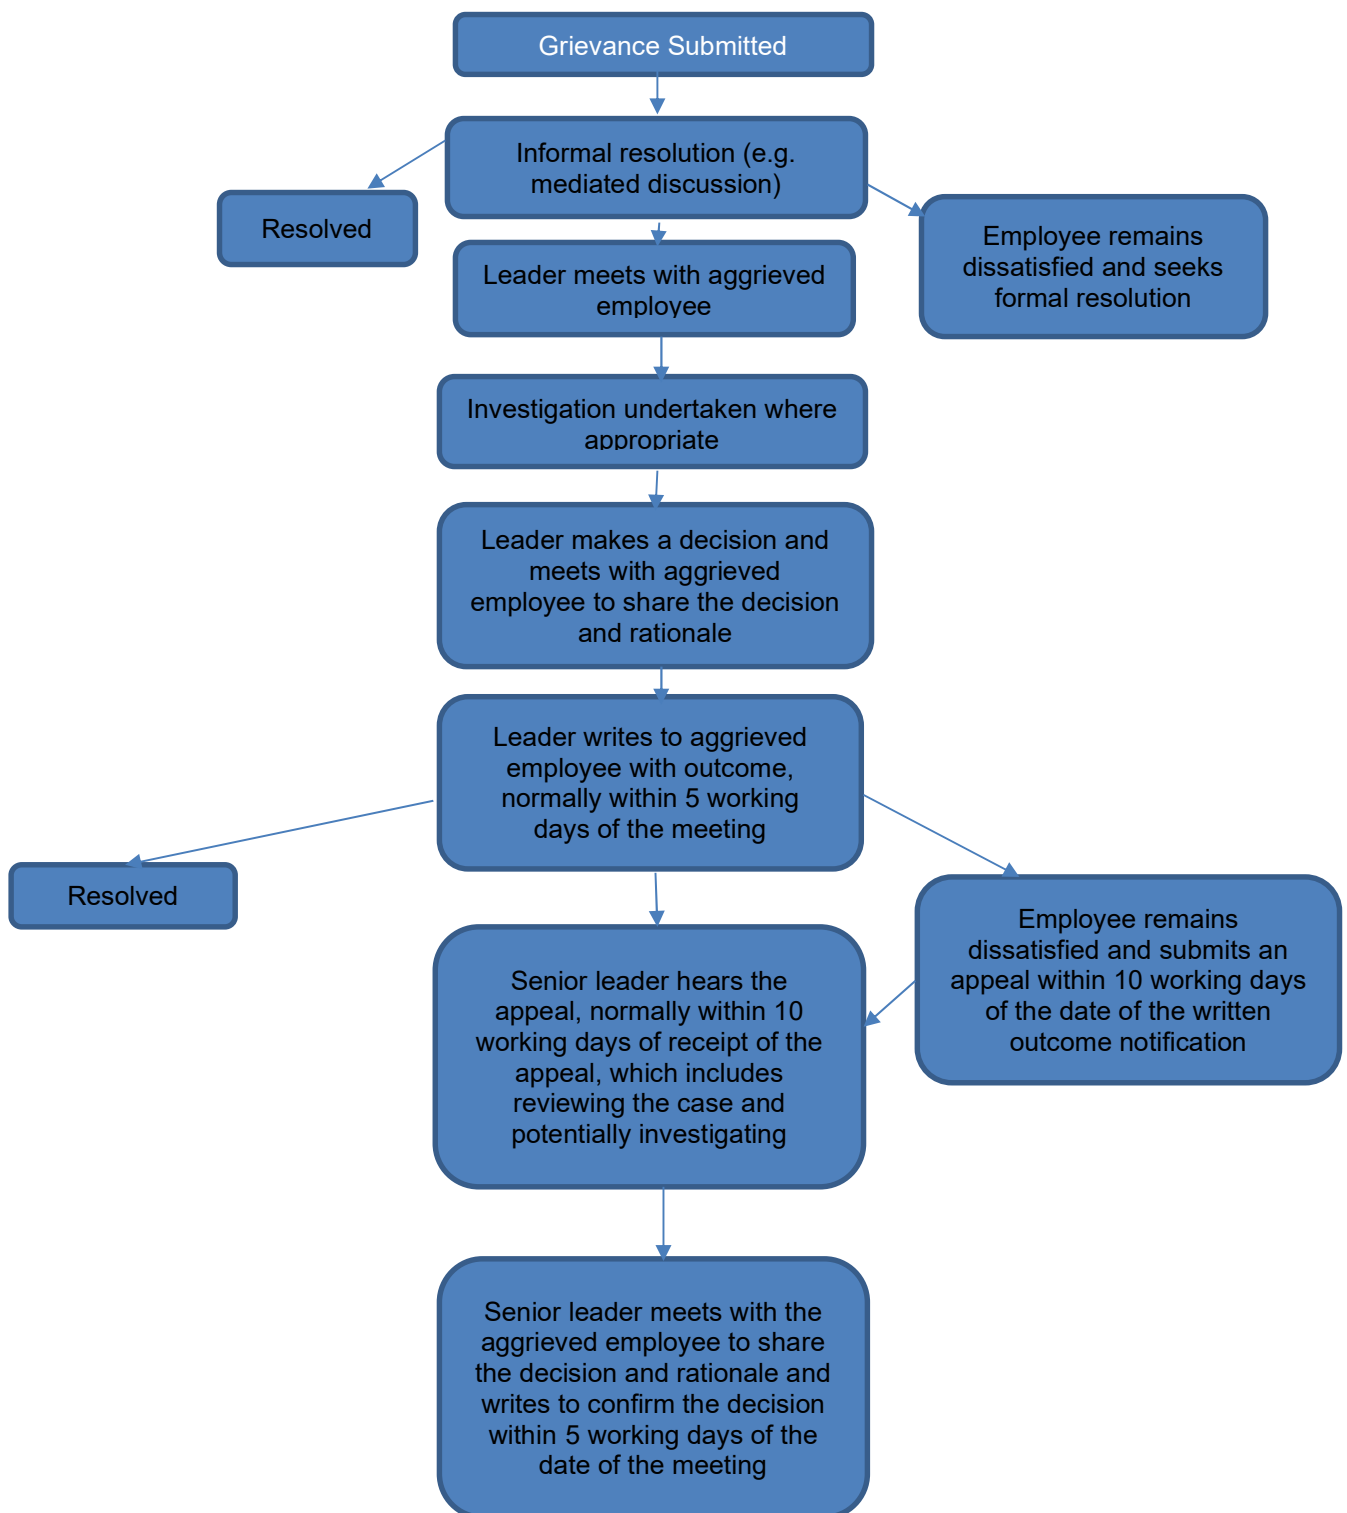 Grievance Submitted
Informal resolution (e.g.
mediated discussion)
Resolved
Employee remains
dissatisfied and seeks
formal resolution
Leader meets with aggrieved
employee
Investigation undertaken where
appropriate
Leader makes a decision and
meets with aggrieved
employee to share the decision
and rationale
Leader writes to aggrieved
employee with outcome,
normally within 5 working
days of the meeting
Resolved
Employee remains
dissatisfied and submits an
appeal within 10 working days
of the date of the written
outcome notification
Senior leader hears the
appeal, normally within 10
working days of receipt of the
appeal, which includes
reviewing the case and
potentially investigating
Senior leader meets with the
aggrieved employee to share
the decision and rationale and
writes to confirm the decision
within 5 working days of the
date of the meeting